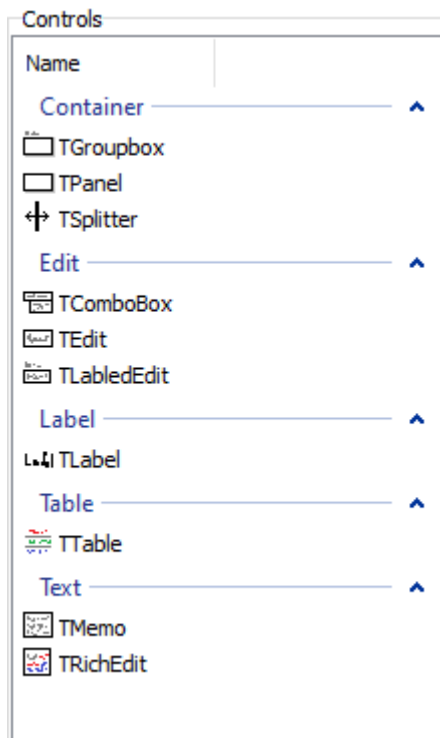 Controls
Name
Container
TGroupbox
TPanel
TSplitter
Edit
TComboBox
TEdit
TLabledEdit
Label
TLabel
Table
TTable
Text
TMemo
TRichEdit